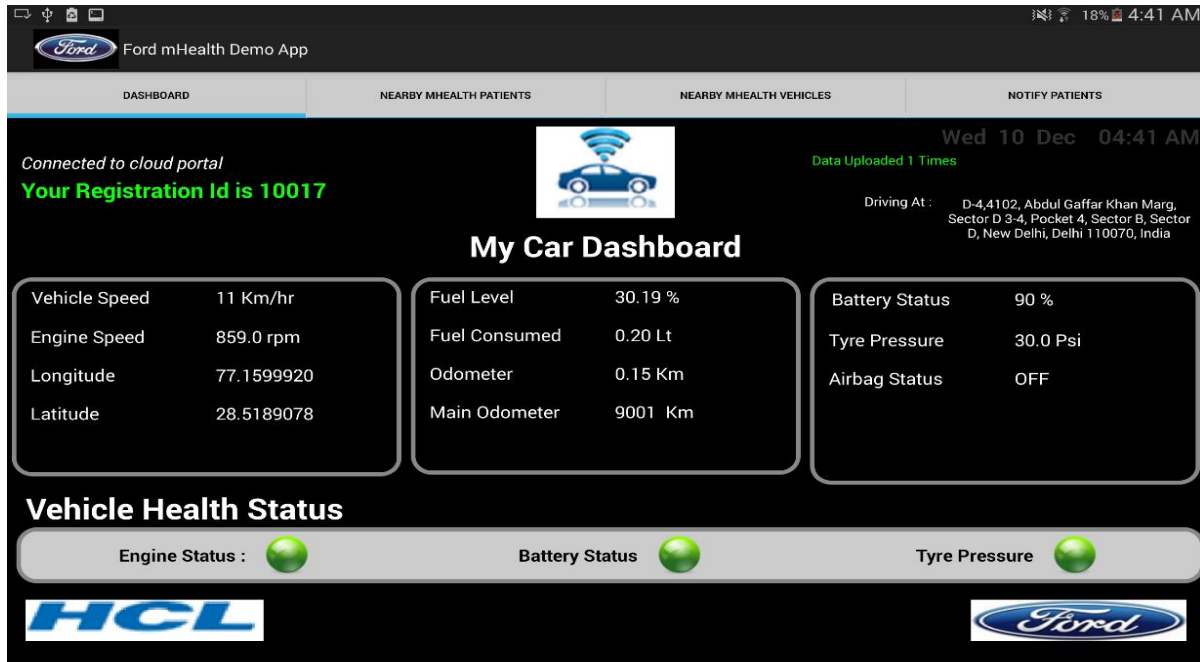 18% 4:41 AM
Ford Ford mHealth Demo App
DASHBOARD NEARBY MHEALTH PATIENTS NEARBY MHEALTH VEHICLES NOTIFY PATIENTS
Wed 10 Dec 04:41 AM
Connected to cloud portal
Data Uploaded 1 Times
Your Registration Id is 10017
Driving At : D-4,4102, Abdul Gaffar Khan Marg,
Sector D 3-4, Pocket 4, Sector B, Sector
D, New Delhi, Delhi 110070, India
My Car Dashboard
Vehicle Speed 11 Km/hr
Engine Speed 859.0 rpm
Longitude 77.1599920
Latitude 28.5189078
Fuel Level 30.19 %
Fuel Consumed 0.20 Lt
Odometer 0.15 Km
Main Odometer 9001 Km
Battery Status 90 %
Tyre Pressure 30.0 Psi
Airbag Status OFF
Vehicle Health Status
Engine Status : Battery Status Tyre Pressure
HCL Ford